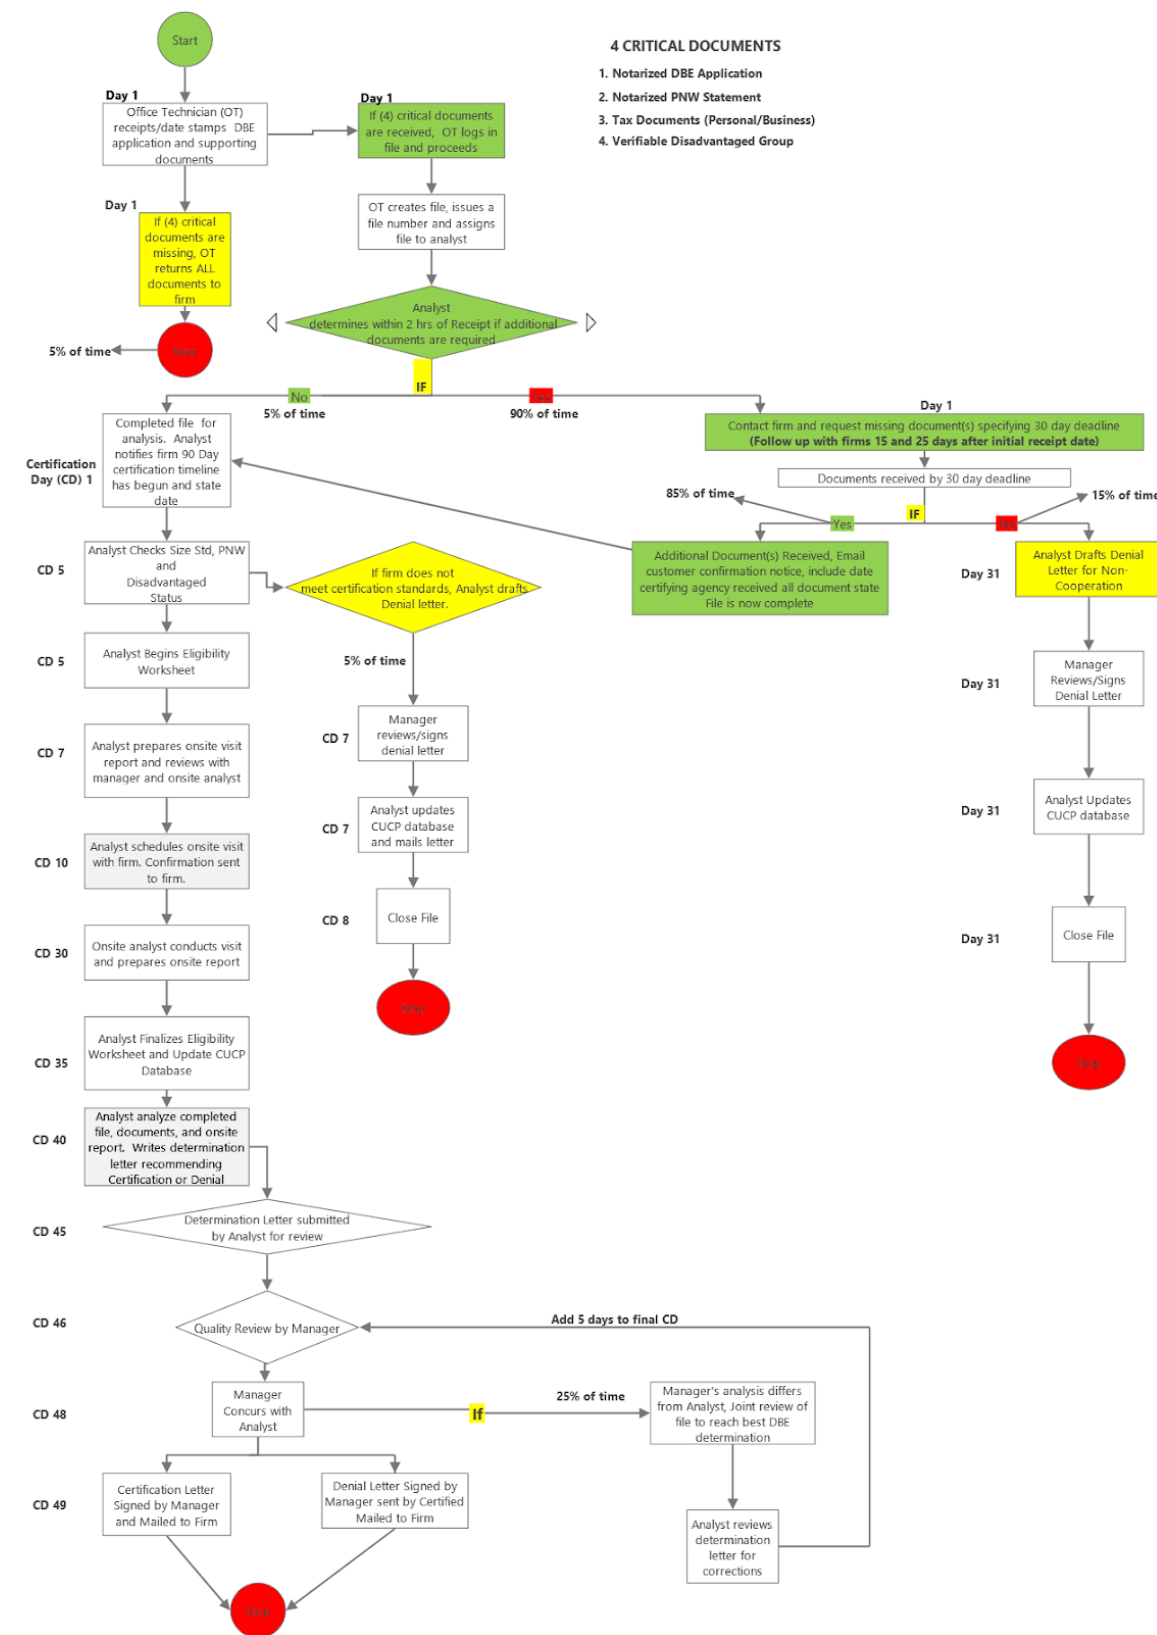 Start
4 CRITICAL DOCUMENTS
1. Notarized DBE Application
2. Notarized PNW Statement
3. Tax Documents (Personal/Business)
4. Verifiable Disadvantaged Group
Day 1
Office Technician (OT)
receipts/date stamps DBE
application and supporting
documents
Day 1
If (4) critical documents
are received, OT logs in
file and proceeds
Day 1
If (4) critical
documents are
missing, OT
returns ALL
documents to
firm
OT creates file, issues a
file number and assigns
file to analyst
Stop
5% of time
Analyst
determines within 2 hrs of Receipt if additional
documents are required
IF
No
5% of time
90% of time
Day 1
Contact firm and request missing document(s) specifying 30 day deadline
(Follow up with firms 15 and 25 days after initial receipt date)
Documents received by 30 day deadline
85% of time
15% of time
IF
Yes
No
Certification
Day (CD) 1
Completed file for
analysis. Analyst
notifies firm 90 Day
certification timeline
has begun and state
date
Additional Document(s) Received, Email
customer confirmation notice, include date
certifying agency received all document state
File is now complete
Day 31
Analyst Drafts Denial
Letter for Non-
Cooperation
CD 5
Analyst Checks Size Std, PNW
and
Disadvantaged
Status
If firm does not
meet certification standards, Analyst drafts
Denial letter.
5% of time
CD 5
Analyst Begins Eligibility
Worksheet
Day 31
Manager
Reviews/Signs
Denial Letter
CD 7
Analyst prepares onsite visit
report and reviews with
manager and onsite analyst
CD 7
Manager
reviews/signs
denial letter
CD 7
Analyst updates
CUCP database
and mails letter
Day 31
Analyst Updates
CUCP database
CD 10
Analyst schedules onsite visit
with firm. Confirmation sent
to firm.
CD 8
Close File
Day 31
Close File
CD 30
Onsite analyst conducts visit
and prepares onsite report
Stop
Stop
CD 35
Analyst Finalizes Eligibility
Worksheet and Update CUCP
Database
CD 40
Analyst analyze completed
file, documents, and onsite
report. Writes determination
letter recommending
Certification or Denial
CD 45
Determination Letter submitted
by Analyst for review
CD 46
Quality Review by Manager
Add 5 days to final CD
CD 48
Manager
Concurs with
Analyst
If
25% of time
Manager's analysis differs
from Analyst, Joint review of
file to reach best DBE
determination
CD 49
Certification Letter
Signed by Manager
and Mailed to Firm
Denial Letter Signed by
Manager sent by Certified
Mailed to Firm
Analyst reviews
determination
letter for
corrections
Stop